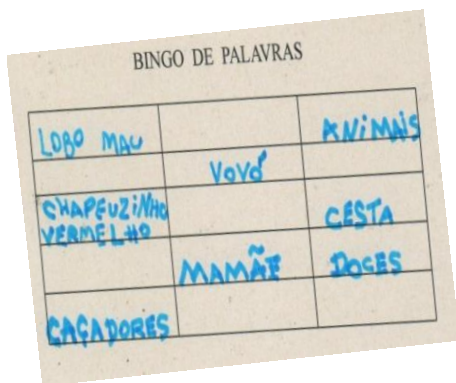 BINGO DE PALAVRAS
LOBO MAU
ANiMAiS
VOVÓ
CHAPEUZiNHO
VERMELHO
CESTA
MAMÃE
DOCES
CAÇADORES